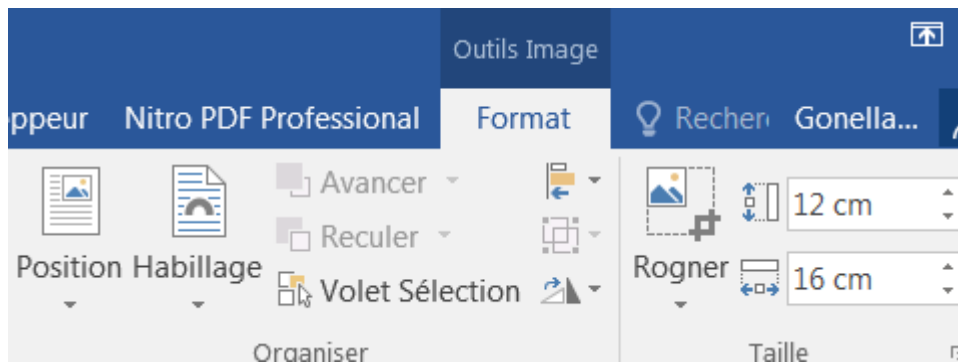 Outils Image
ppeur Nitro PDF Professional Format Gonella...
Position Habillage Avancer Reculer Volet Sélection Rogner 12 cm 16 cm
Organiser Taille